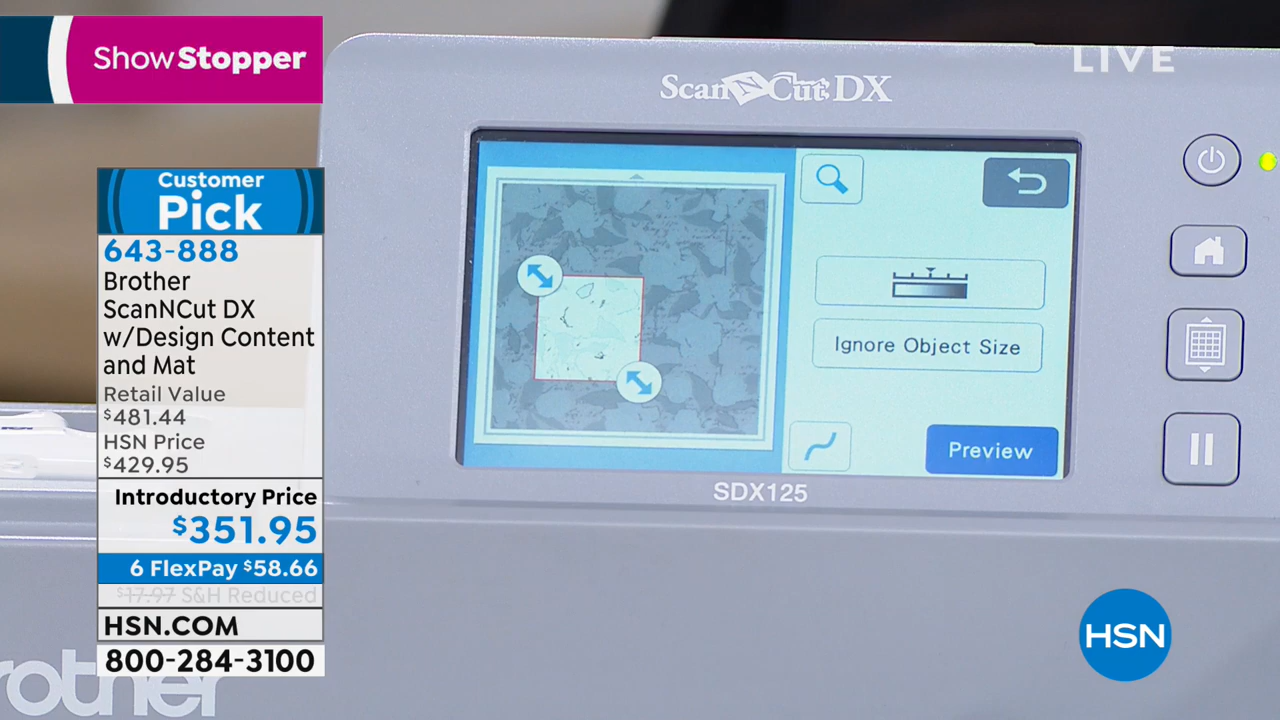 ShowStopper
LIVE
Customer
Pick
643-888
Brother
ScanNCut DX
w/Design Content
and Mat
Retail Value
$481.44
HSN Price
$429.95
Introductory Price
$351.95
6 FlexPay $58.66
$17.97 S&H Reduced
HSN.COM
800-284-3100
ScanNCut DX
Ignore Object Size
Preview
SDX125
HSN
brother